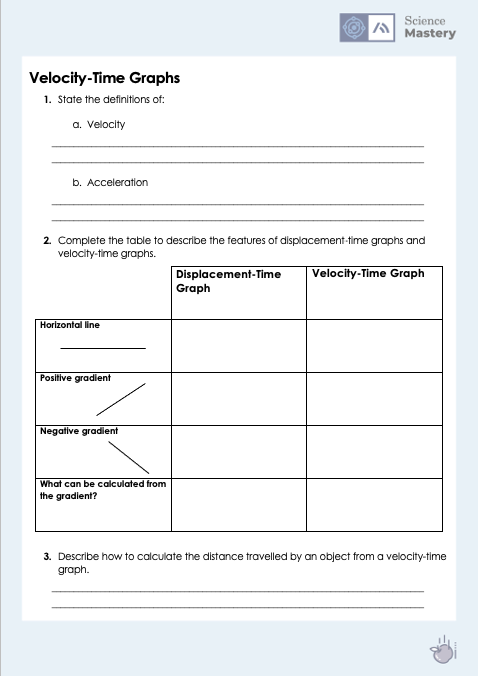 Science
Mastery
Velocity-Time Graphs
1. State the definitions of:
a. Velocity
b. Acceleration
2. Complete the table to describe the features of displacement-time graphs and
velocity-time graphs.
Displacement-Time
Graph
Velocity-Time Graph
Horizontal line
Positive gradient
Negative gradient
What can be calculated from
the gradient?
3. Describe how to calculate the distance travelled by an object from a velocity-time
graph.